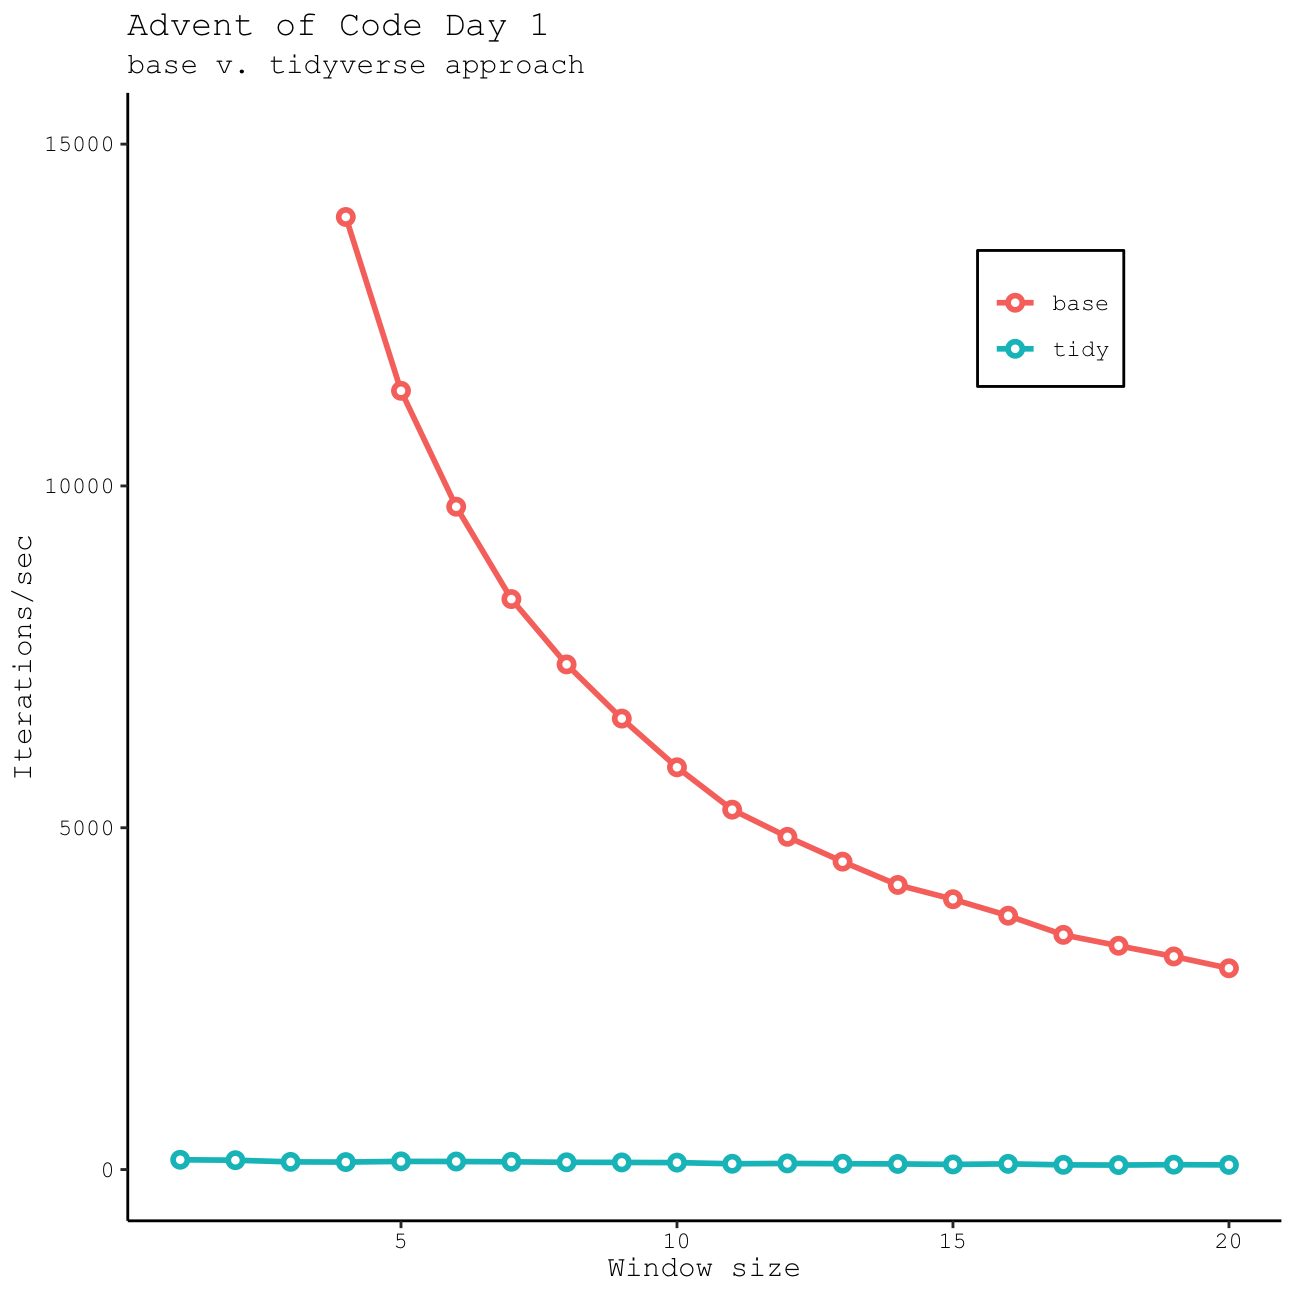 Advent of Code Day 1
base v. tidyverse approach
15000
10000
5000
0
Iterations/sec
base
tidy
5
10
15
20
Window size